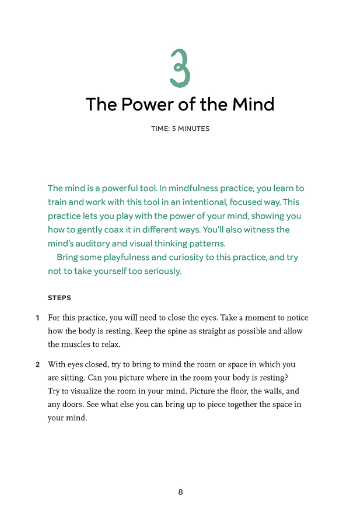 3
The Power of the Mind
TIME: 5 MINUTES
The mind is a powerful tool. In mindfulness practice, you learn to
train and work with this tool in an intentional, focused way. This
practice lets you play with the power of your mind, showing you
how to gently coax it in different ways. You'll also witness the
mind's auditory and visual thinking patterns.
Bring some playfulness and curiosity to this practice, and try
not to take yourself too seriously.
STEPS
1 For this practice, you will need to close the eyes. Take a moment to notice
how the body is resting. Keep the spine as straight as possible and allow
the muscles to relax.
2 With eyes closed, try to bring to mind the room or space in which you
are sitting. Can you picture where in the room your body is resting?
Try to visualize the room in your mind. Picture the floor, the walls, and
any doors. See what else you can bring up to piece together the space in
your mind.
8